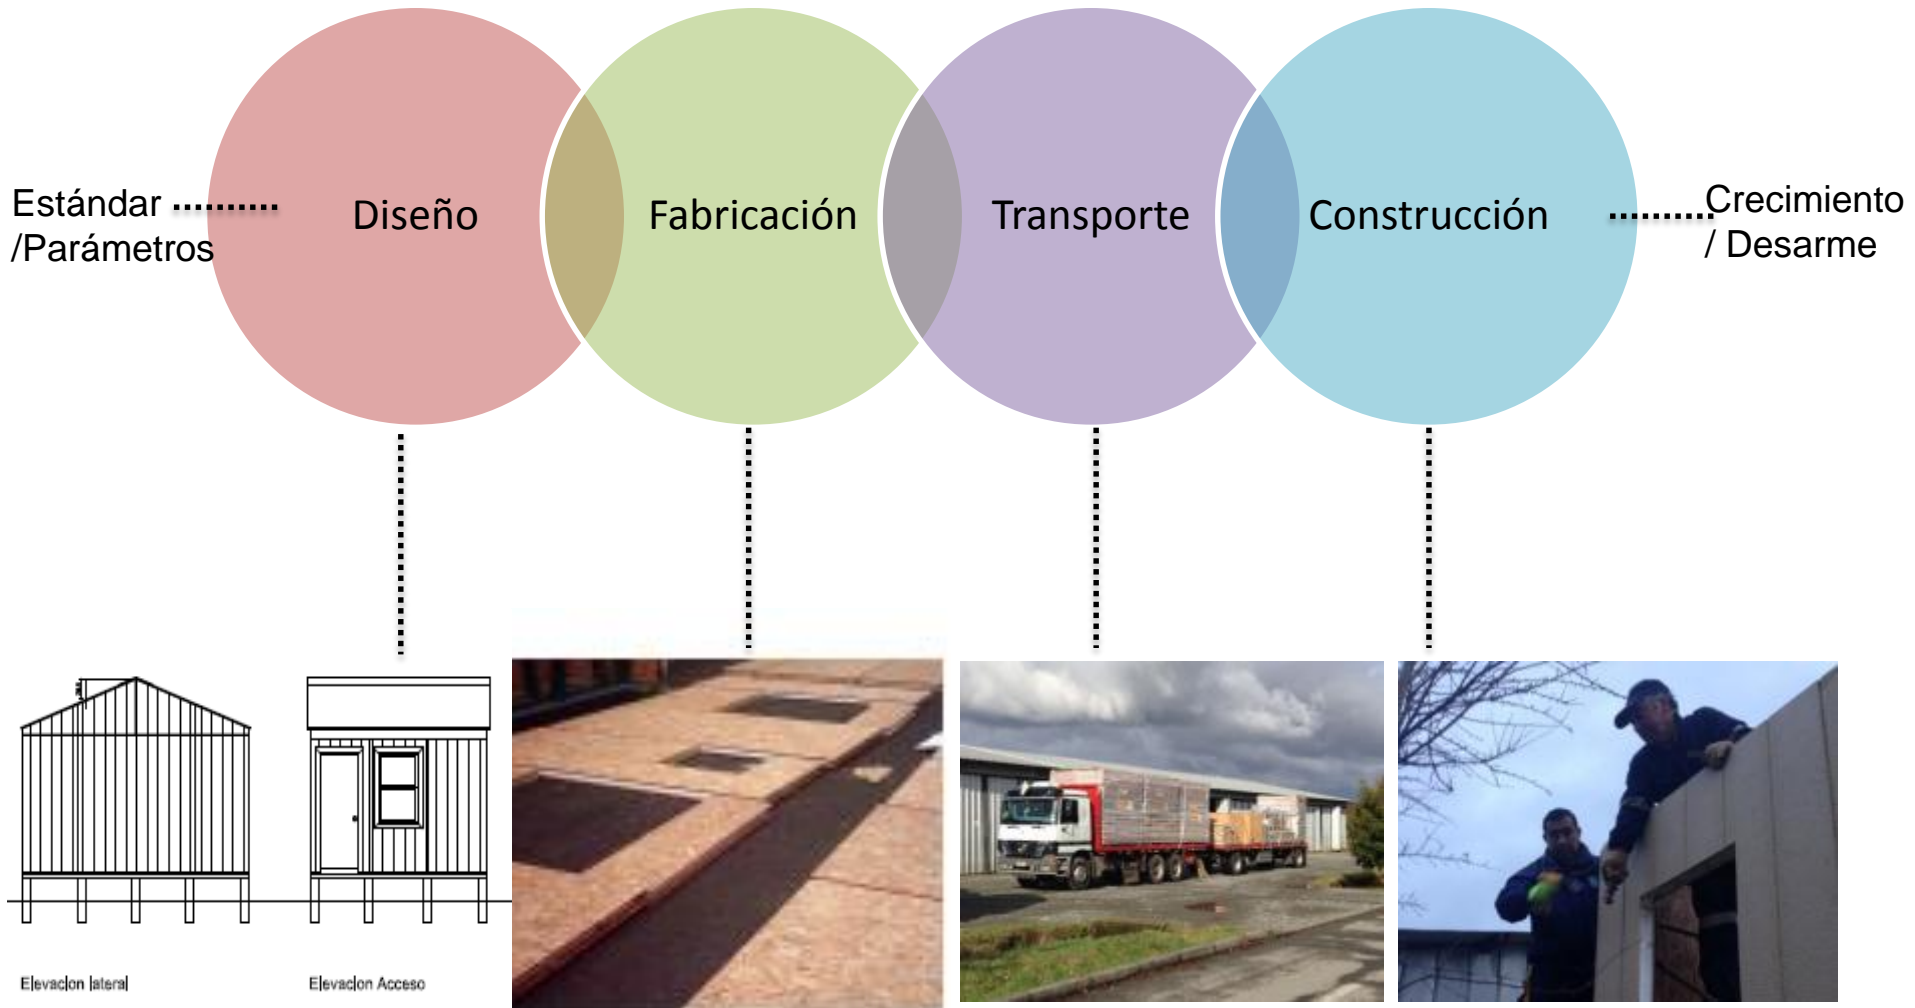 Estándar
/Parámetros
Diseño
Fabricación
Transporte
Construcción
Crecimiento
/ Desarme
Elevacion lateral
Elevacion Acceso